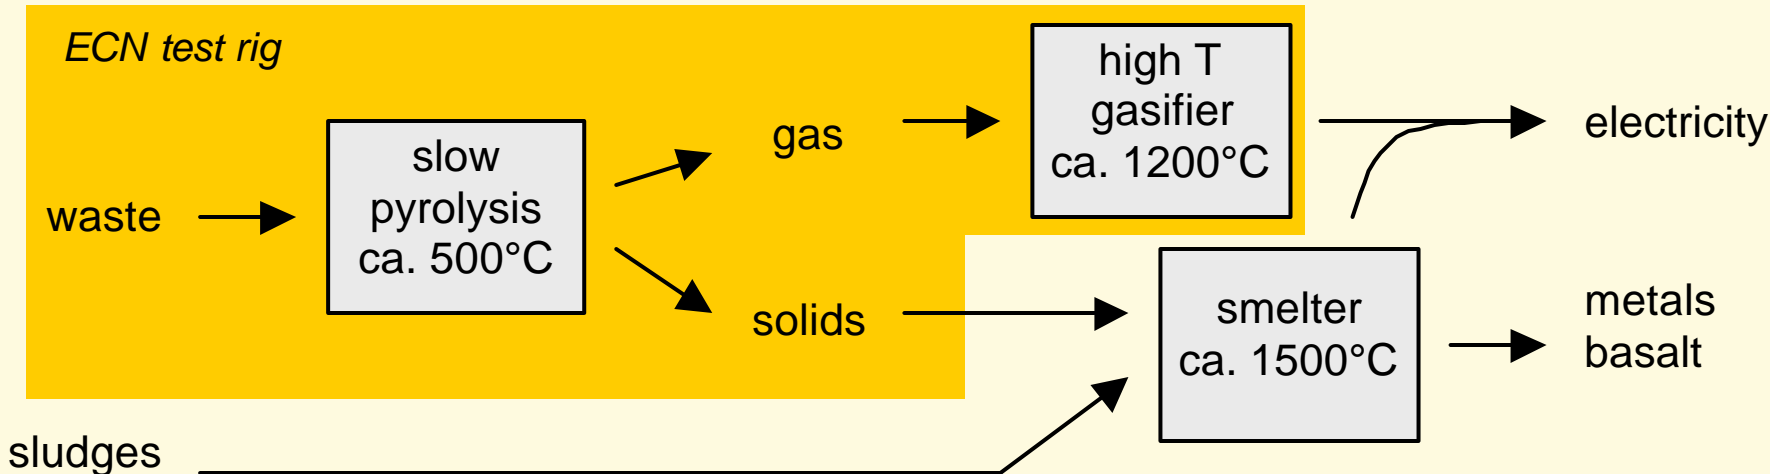 ECN test rig
waste
slow
pyrolysis
ca. 500°C
gas
solids
high T
gasifier
ca. 1200°C
electricity
smelter
ca. 1500°C
metals
basalt
sludges